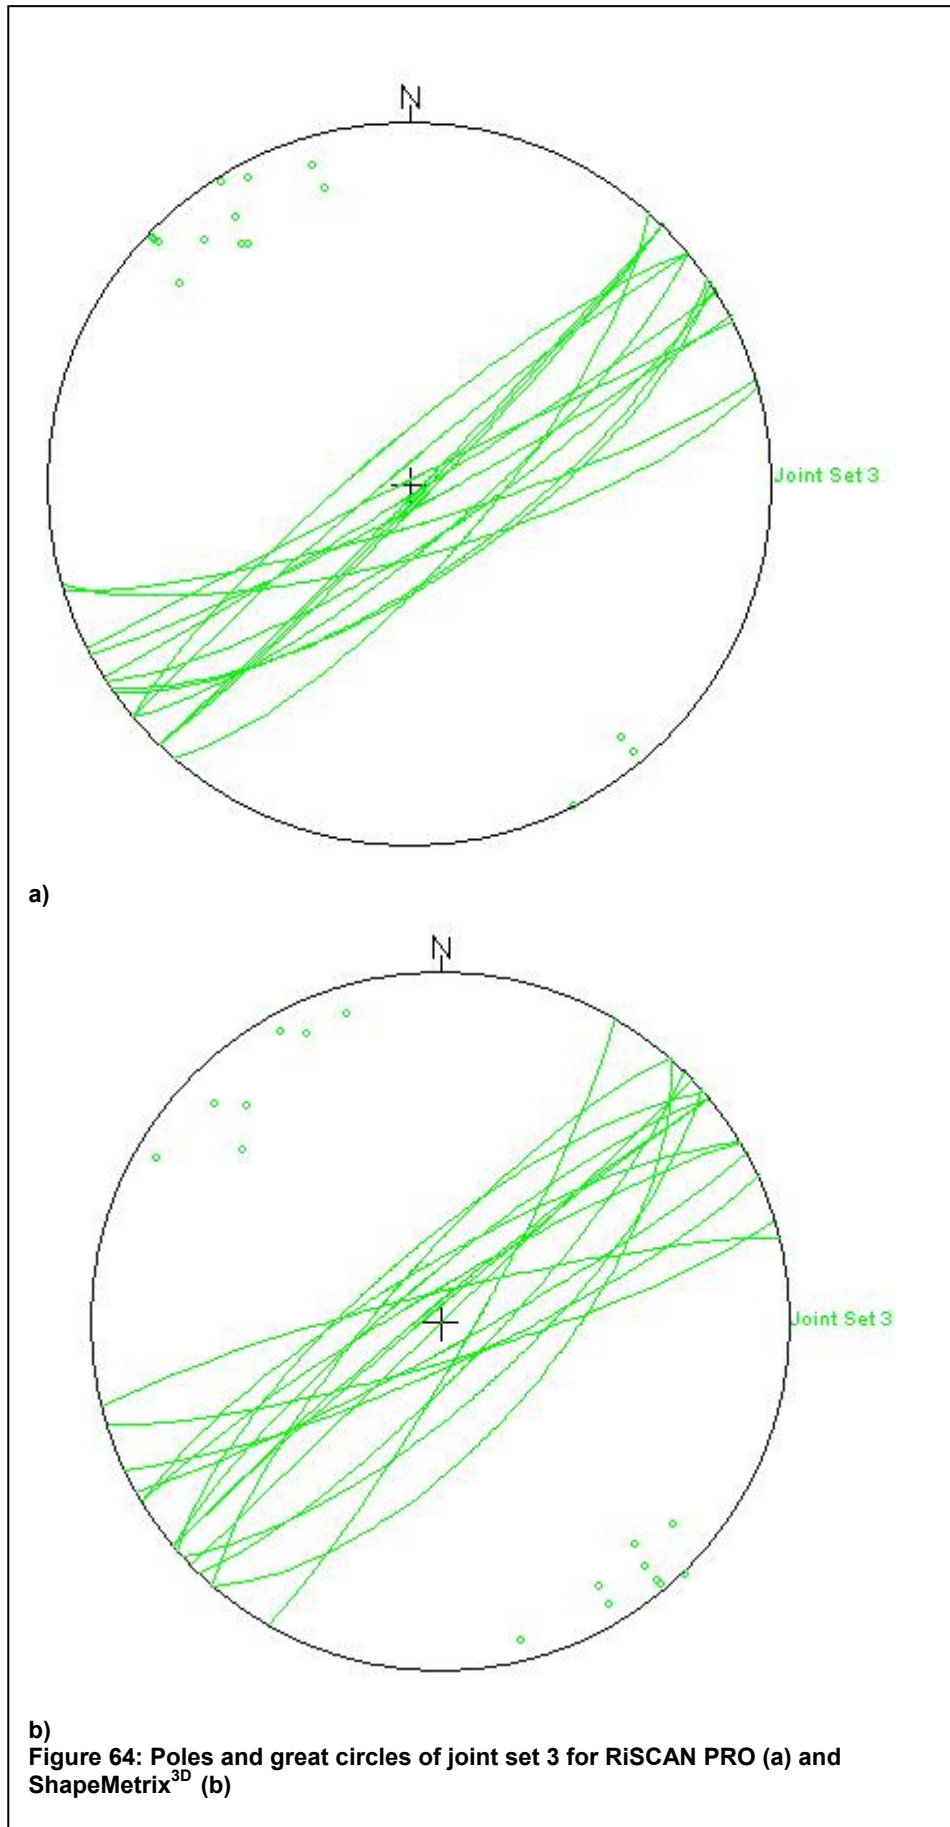 N
Joint Set 3
a)
N
Joint Set 3
b)
Figure 64: Poles and great circles of joint set 3 for RiSCAN PRO (a) and
ShapeMetrix3D (b)